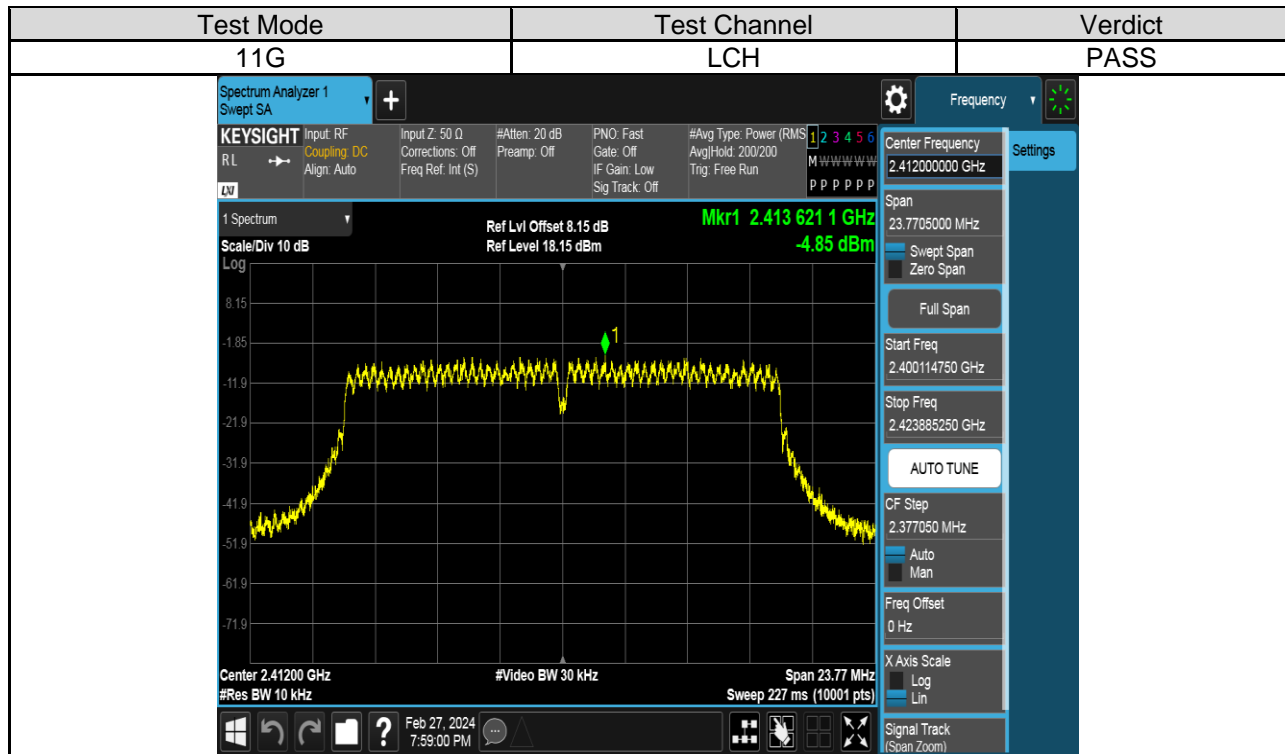 Test Mode Test Channel Verdict
11G LCH PASS
Spectrum Analyzer 1
Swept SA
+
Frequency
KEYSIGHT Input: RF Input Z: 50 Ω #Atten: 20 dB PNO: Fast #Avg Type: Power (RMS 1 2 3 4 5 6
RL Coupling: DC Corrections: Off Preamp: Off Gate: Off Avg|Hold: 200/200 M W W W W W
Align: Auto Freq Ref: Int (S) IF Gain: Low Trig: Free Run
LXI Sig Track: Off P P P P P P
1 Spectrum
Scale/Div 10 dB
Ref Lvl Offset 8.15 dB
Ref Level 18.15 dBm
Mkr1 2.413 621 1 GHz
-4.85 dBm
Log
8.15
-1.85
-11.9
-21.9
-31.9
-41.9
-51.9
-61.9
-71.9
1
Center 2.41200 GHz #Video BW 30 kHz Span 23.77 MHz
#Res BW 10 kHz Sweep 227 ms (10001 pts)
Center Frequency
2.412000000 GHz
Settings
Span
23.7705000 MHz
Swept Span
Zero Span
Full Span
Start Freq
2.400114750 GHz
Stop Freq
2.423885250 GHz
AUTO TUNE
CF Step
2.377050 MHz
Auto
Man
Freq Offset
0 Hz
X Axis Scale
Log
Lin
Signal Track
(Span Zoom)
?
Feb 27, 2024
7:59:00 PM